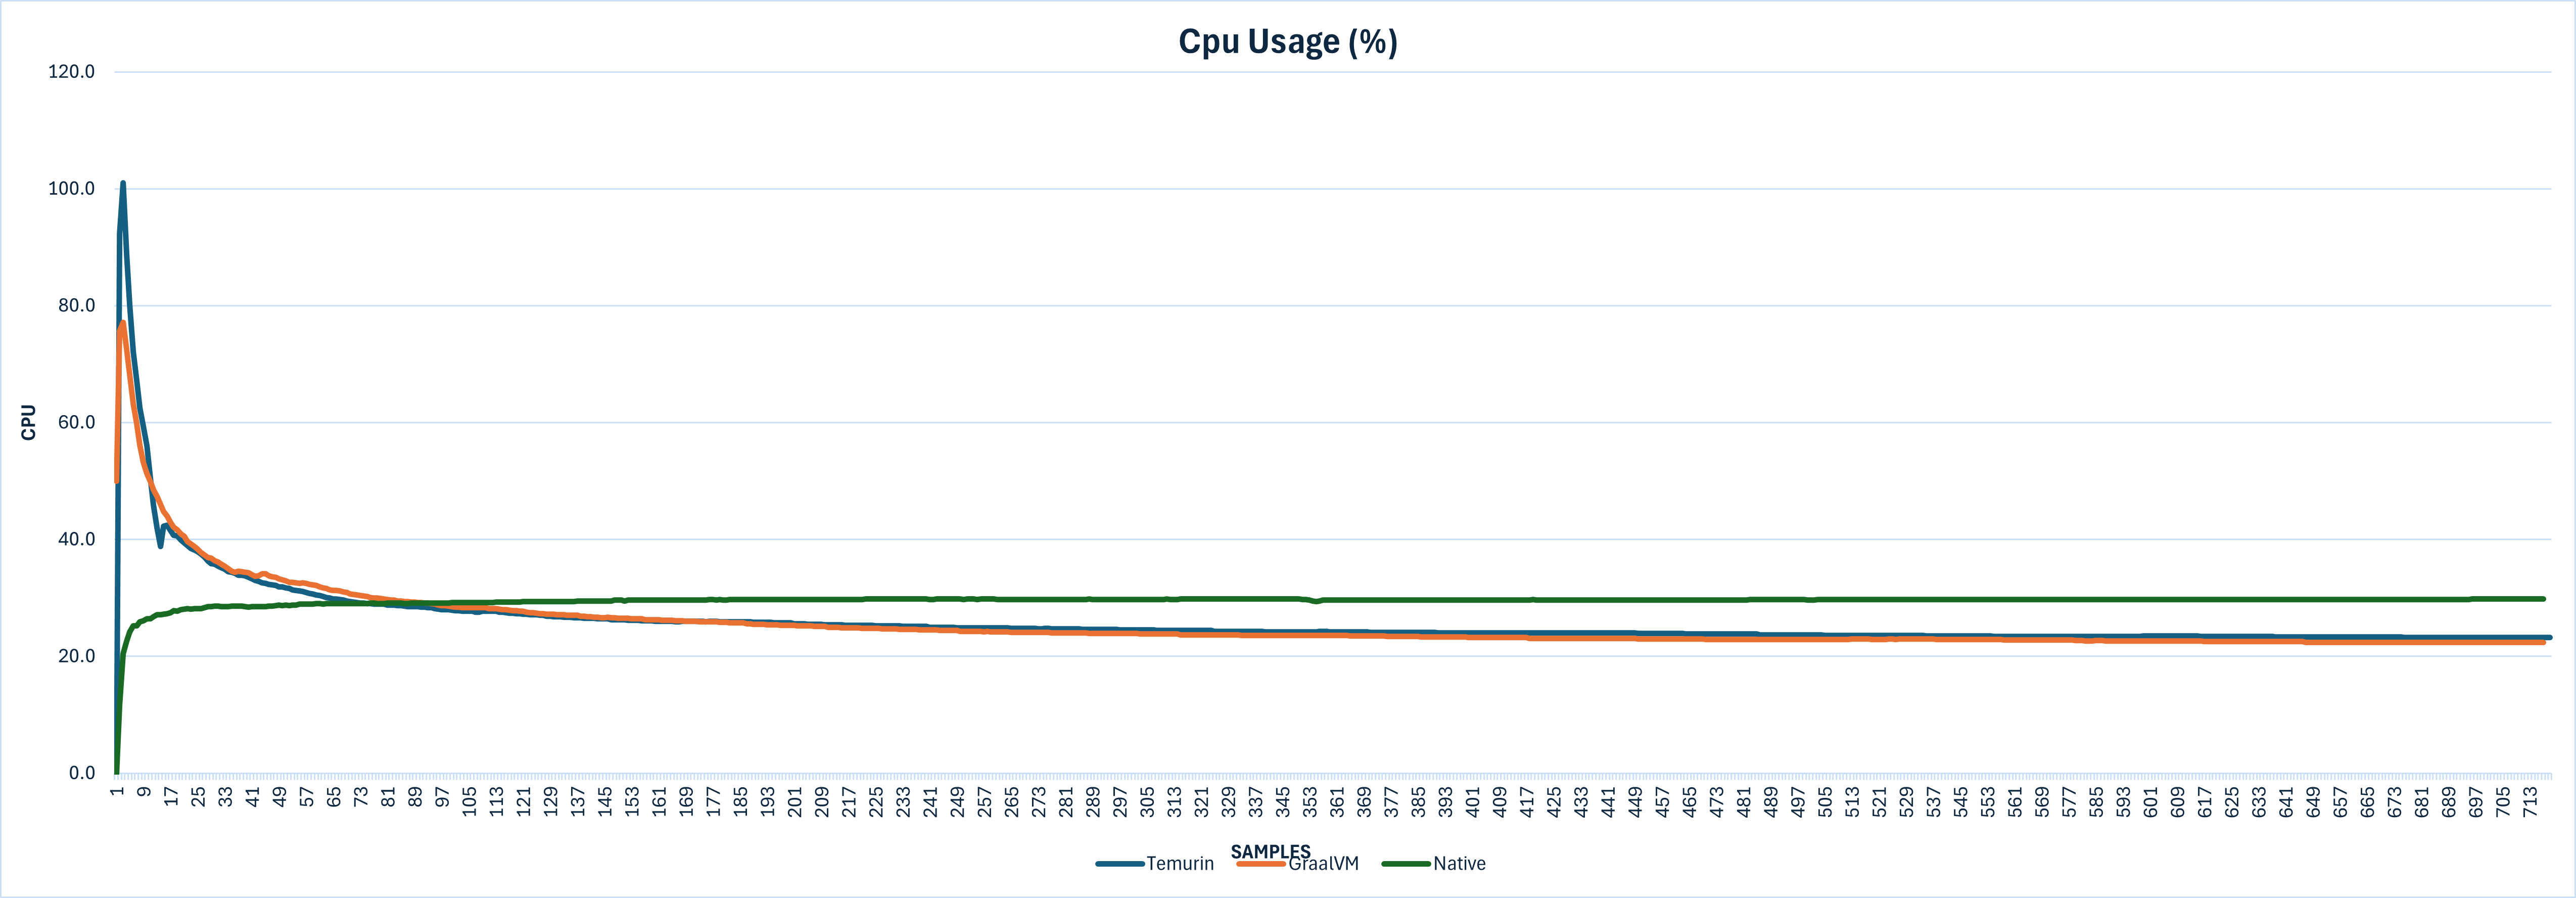 Cpu Usage (%)
120.0
100.0
80.0
60.0
40.0
20.0
0.0
CPU
1 9 17 25 33 41 49 57 65 73 81 89 97 105 113 121 129 137 145 153 161 169 177 185 193 201 209 217 225 233 241 249 257 265 273 281 289 297 305 313 321 329 337 345 353 361 369 377 385 393 401 409 417 425 433 441 449 457 465 473 481 489 497 505 513 521 529 537 545 553 561 569 577 585 593 601 609 617 625 633 641 649 657 665 673 681 689 697 705 713
SAMPLES
Temurin GraalVM Native